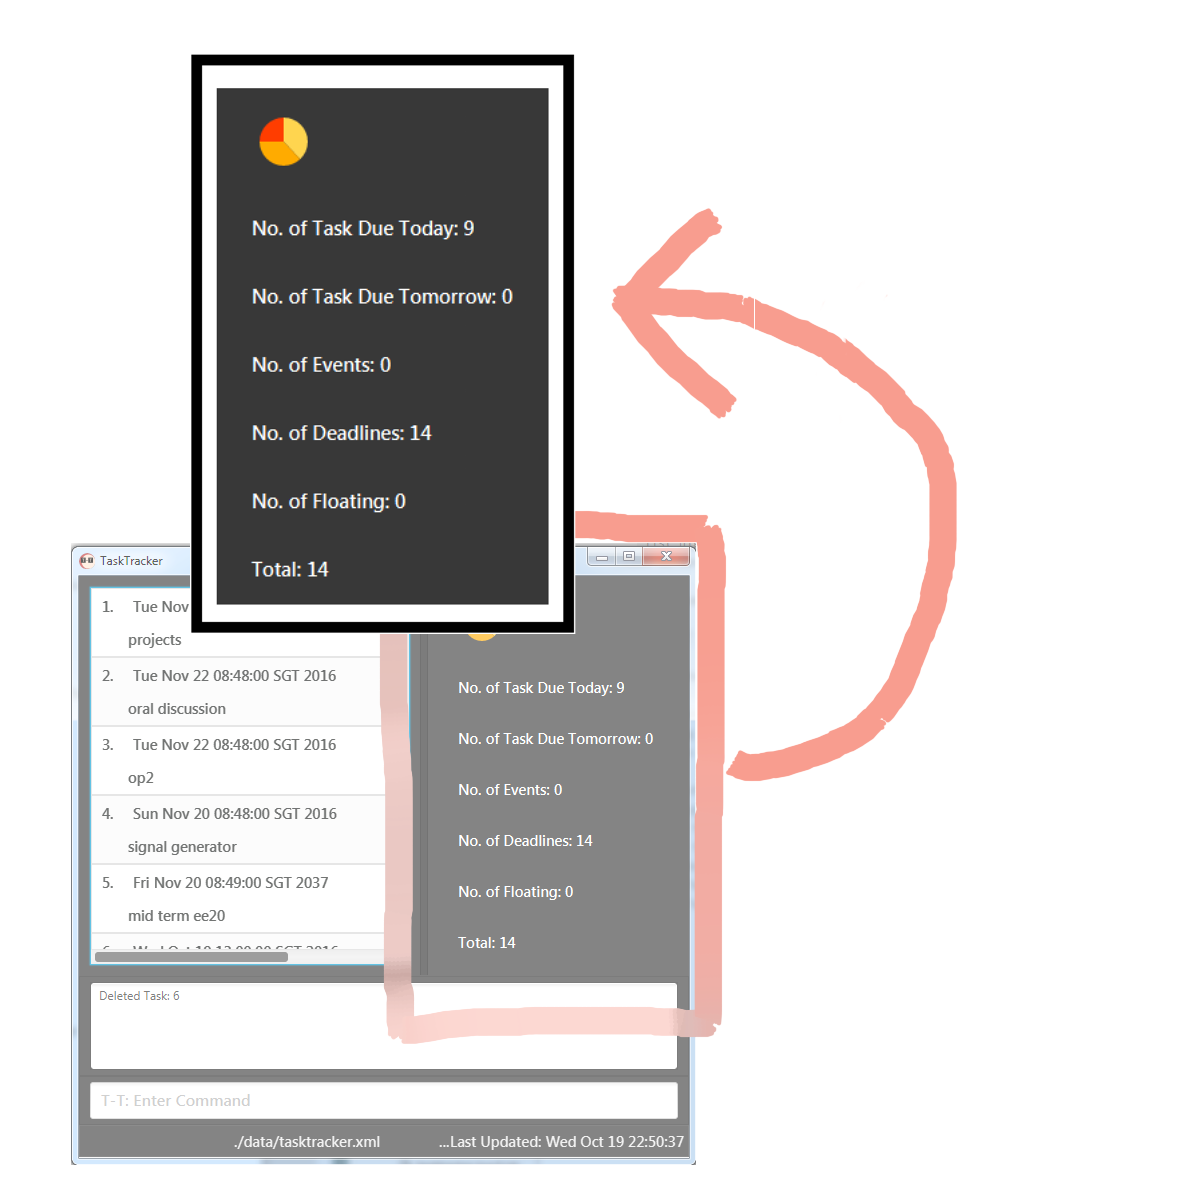 No. of Task Due Today: 9
No. of Task Due Tomorrow: 0
No. of Events: 0
No. of Deadlines: 14
No. of Floating: 0
Total: 14
TaskTracker
1. Tue Nov
projects
2. Tue Nov 22 08:48:00 SGT 2016
oral discussion
3. Tue Nov 22 08:48:00 SGT 2016
op2
4. Sun Nov 20 08:48:00 SGT 2016
signal generator
5. Fri Nov 20 08:49:00 SGT 2037
mid term ee20
No. of Task Due Today: 9
No. of Task Due Tomorrow: 0
No. of Events: 0
No. of Deadlines: 14
No. of Floating: 0
Total: 14
Deleted Task: 6
T-T: Enter Command
./data/tasktracker.xml ...Last Updated: Wed Oct 19 22:50:37